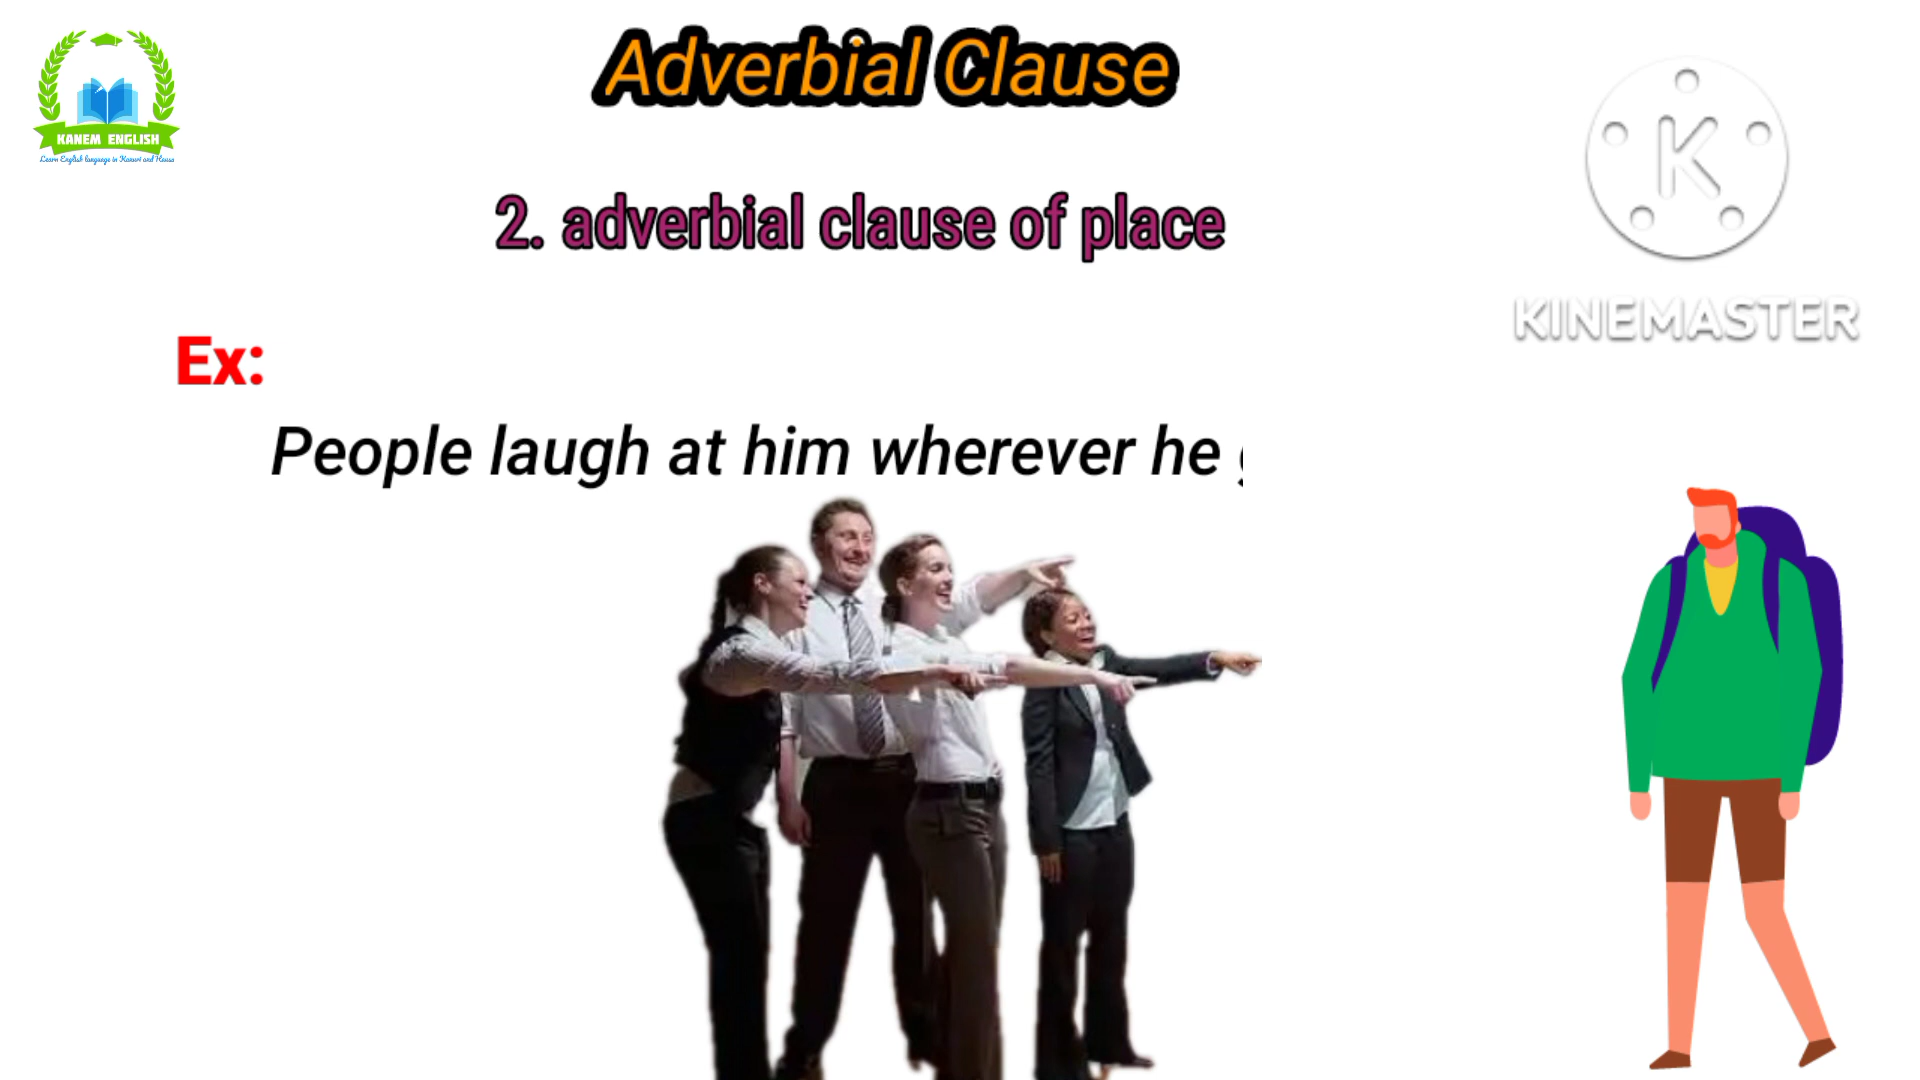 Adverbial Clause
KANEM ENGLISH
Learn English language in Kanuri and Hausa
K
KINEMASTER
2. adverbial clause of place
Ex:
People laugh at him wherever he